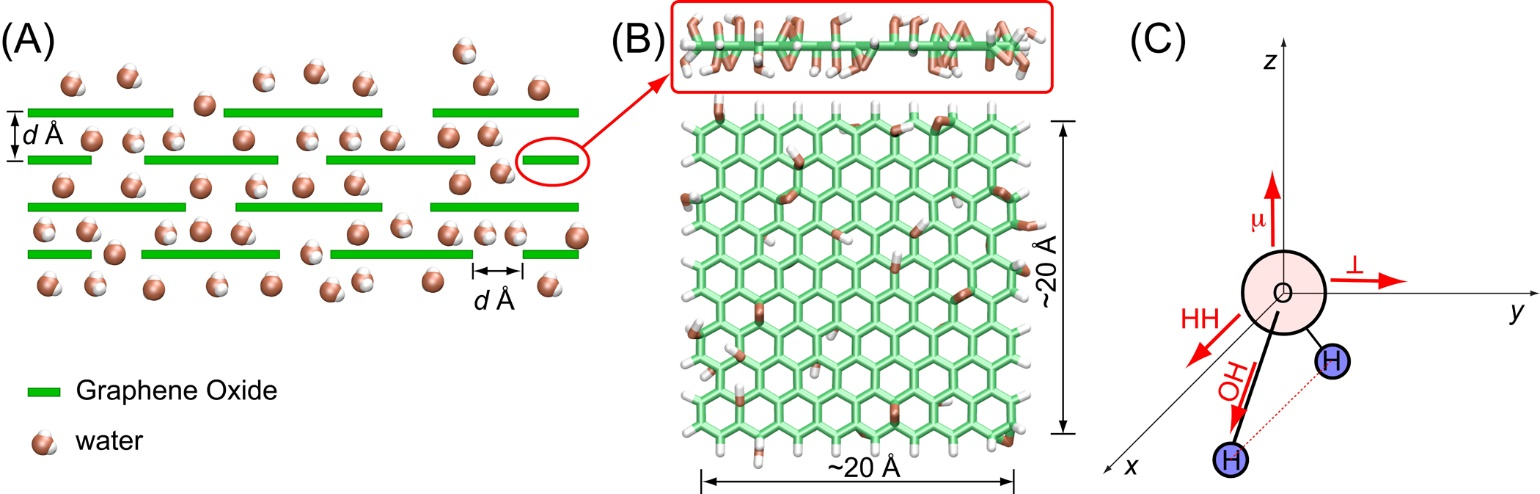 (A)
d Å
d Å
Graphene Oxide
water
(B)
~20 Å
~20 Å
(C)
z
μ
⊥
O
y
HH
OH
H
H
x